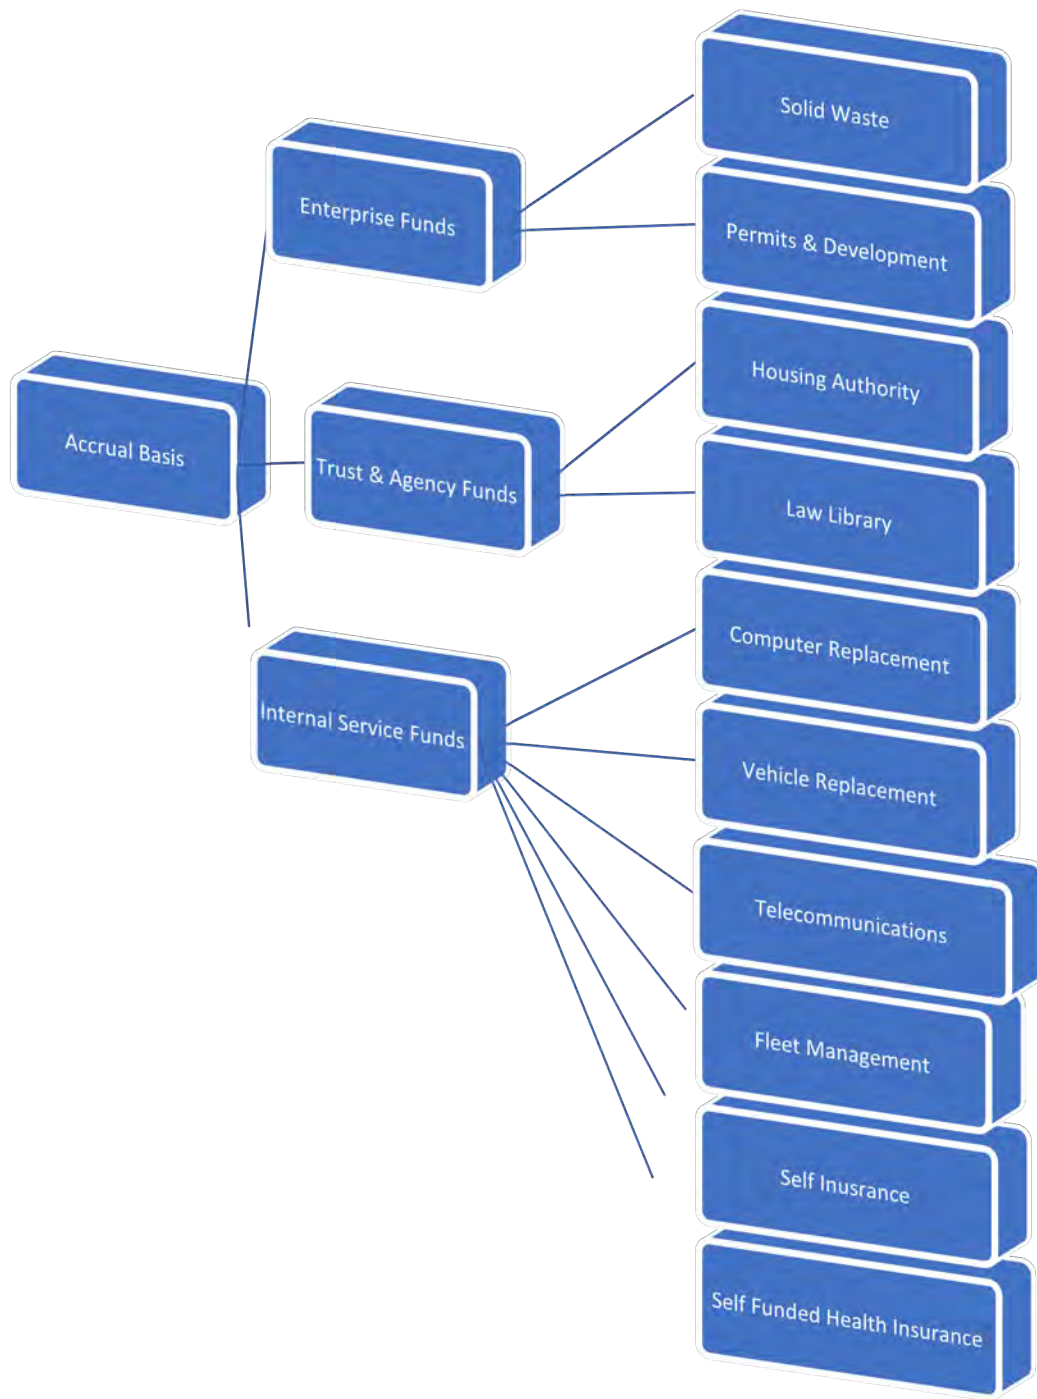 Accrual Basis
Enterprise Funds
Solid Waste
Permits & Development
Trust & Agency Funds
Housing Authority
Law Library
Internal Service Funds
Computer Replacement
Vehicle Replacement
Telecommunications
Fleet Management
Self Inusrance
Self Funded Health Insurance